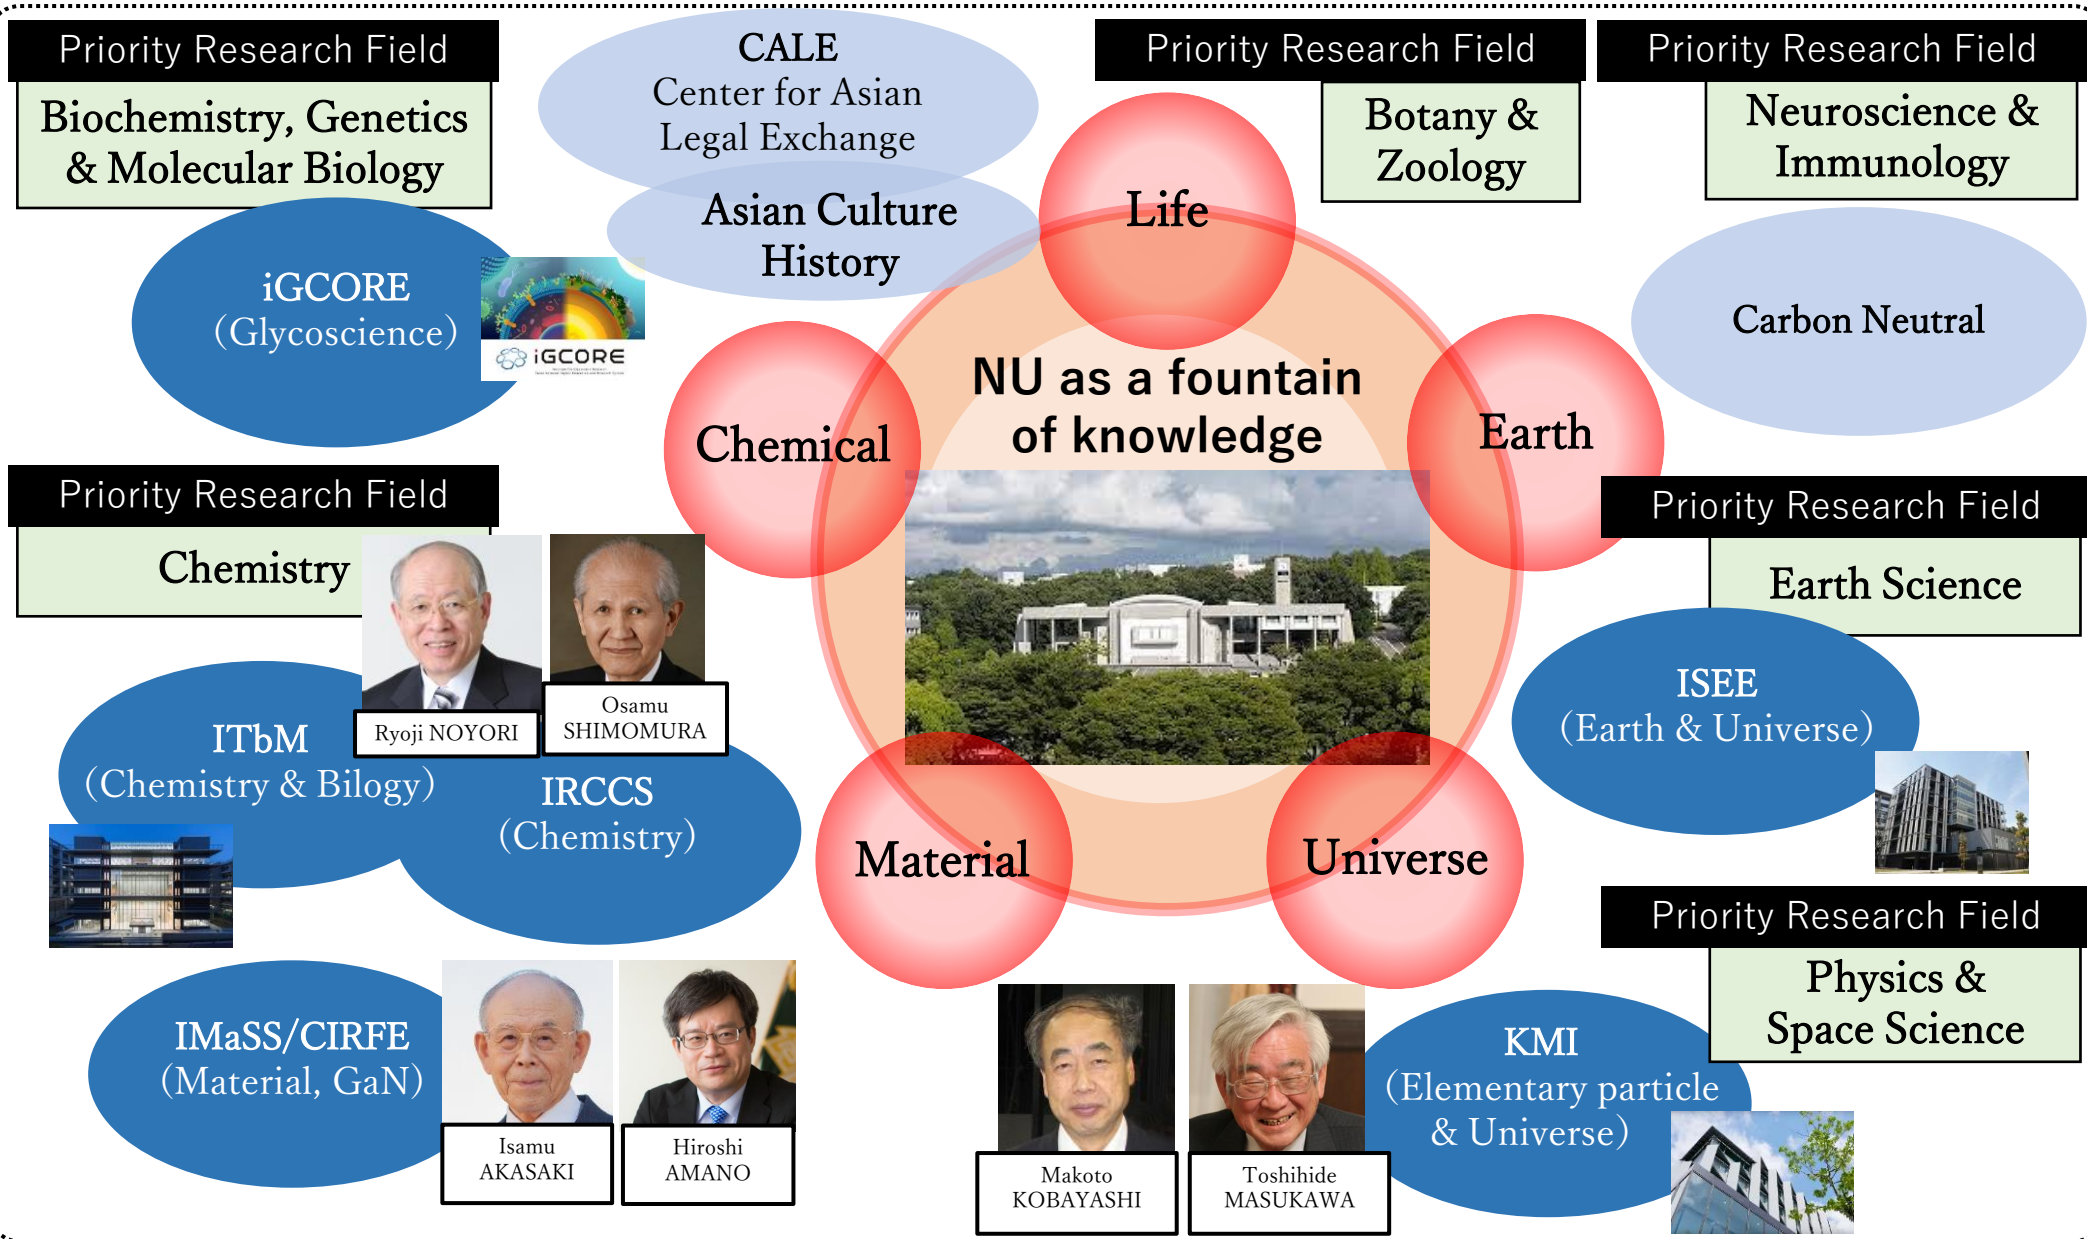 Priority Research Field
Biochemistry, Genetics
& Molecular Biology
iGCORE
(Glycoscience)
iGCORE
CALE
Center for Asian
Legal Exchange
Asian Culture
History
Priority Research Field
Botany &
Zoology
Priority Research Field
Neuroscience &
Immunology
Carbon Neutral
Life
Chemical
Earth
Material
Universe
NU as a fountain
of knowledge
Priority Research Field
Chemistry
Ryoji NOYORI
Osamu
SHIMOMURA
ITbM
(Chemistry & Bilogy)
IRCCS
(Chemistry)
IMaSS/CIRFE
(Material, GaN)
Isamu
AKASAKI
Hiroshi
AMANO
Makoto
KOBAYASHI
Toshihide
MASUKAWA
Priority Research Field
Earth Science
ISEE
(Earth & Universe)
Priority Research Field
Physics &
Space Science
KMI
(Elementary particle
& Universe)